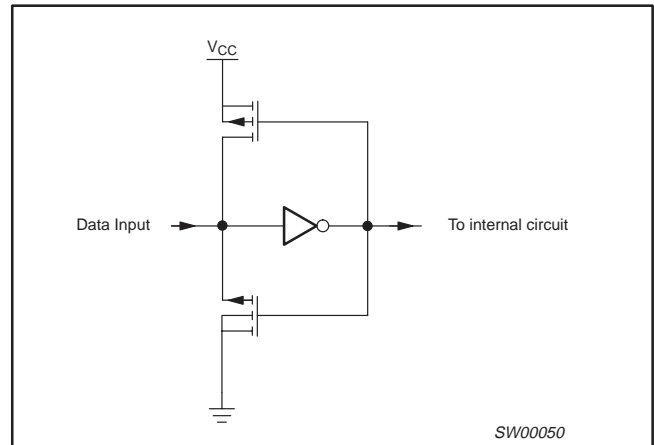 VCC
Data Input
To internal circuit
SW00050